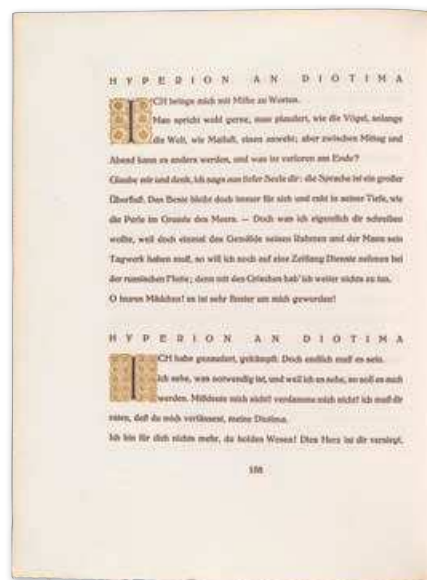 HYPERION AN DIOTIMA
ICH bringe mich mit Mühe zu Worten.
Man spricht wohl gerne, man plaudert, wie die Vögel, solange
die Welt, wie Mailuft, einen anweht; aber zwischen Mittag und
Abend kann es anders werden, und was ist verloren am Ende?
Glaube mir und denk, ich sags aus tiefer Seele dir: die Sprache ist ein großer
Überfluß. Das Beste bleibt doch immer für sich und ruht in seiner Tiefe, wie
die Perle im Grunde des Meers. — Doch was ich eigentlich dir schreiben
wollte, weil doch einmal das Gemälde seinen Rahmen und der Mann sein
Tagwerk haben muß, so will ich noch auf eine Zeitlang Dienste nehmen bei
der russischen Flotte; denn mit den Griechen hab' ich weiter nichts zu tun.
O teures Mädchen! es ist sehr finster um mich geworden!
HYPERION AN DIOTIMA
ICH habe gezaudert, gekämpft. Doch endlich muß es sein.
Ich sehe, was notwendig ist, und weil ich es sehe, so soll es auch
werden. Mißdeute mich nicht! verdamme mich nicht! ich muß dir
raten, daß du mich verlässest, meine Diotima.
Ich bin für dich nichts mehr, du holdes Wesen! Dies Herz ist dir versiegt,